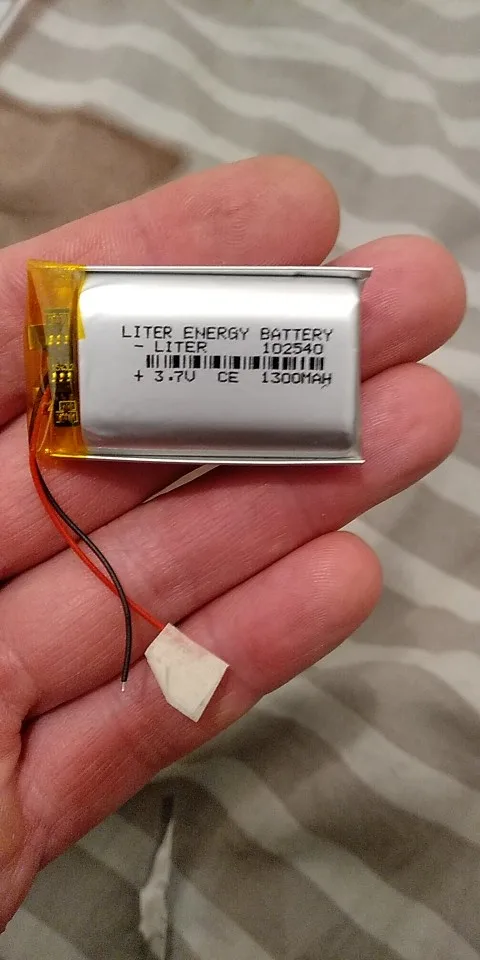 LITER ENERGY BATTERY
- LITER 102540
+ 3.7V CE 1300MAH